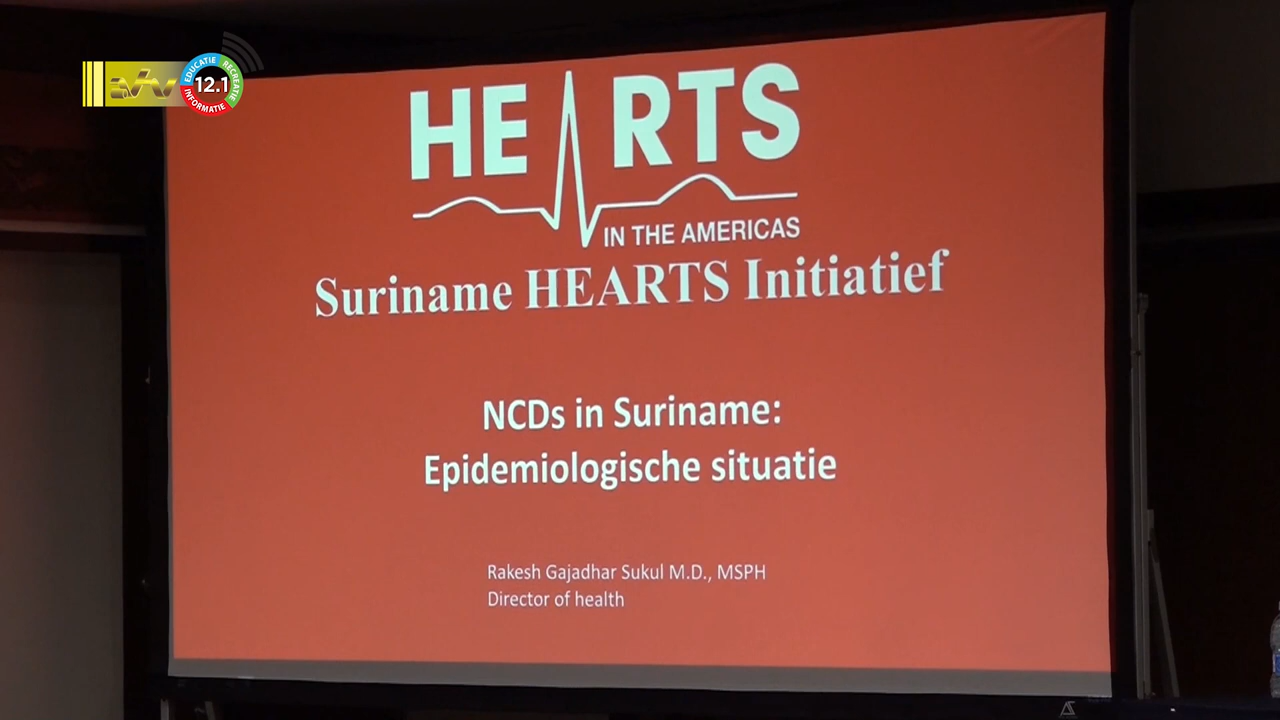 EDUCATIE
RECREATIE
INFORMATIE
12.1
HEARTS
IN THE AMERICAS
Suriname HEARTS Initiatief
NCDs in Suriname:
Epidemiologische situatie
Rakesh Gajadhar Sukul M.D., MSPH
Director of health